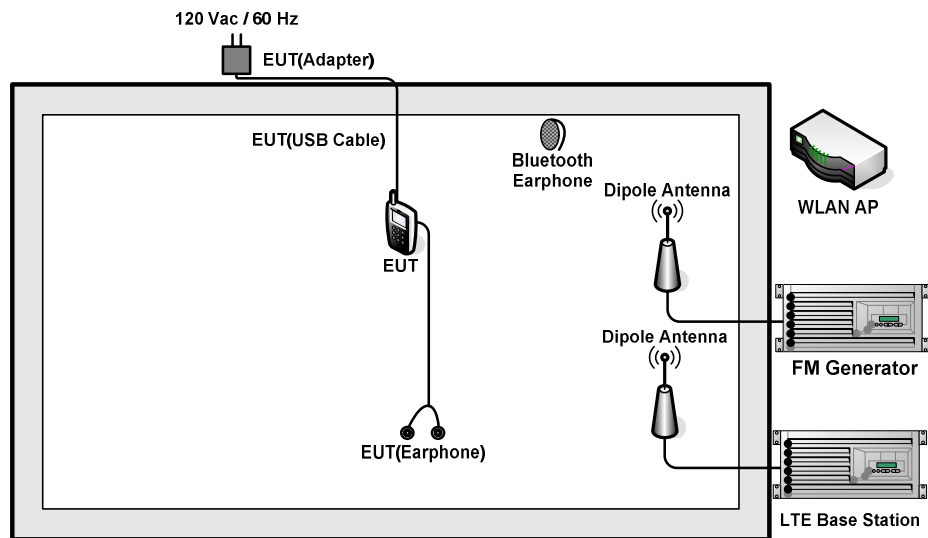 120 Vac / 60 Hz
EUT(Adapter)
EUT(USB Cable)
Bluetooth
Earphone
Dipole Antenna
WLAN AP
EUT
FM Generator
Dipole Antenna
EUT(Earphone)
LTE Base Station